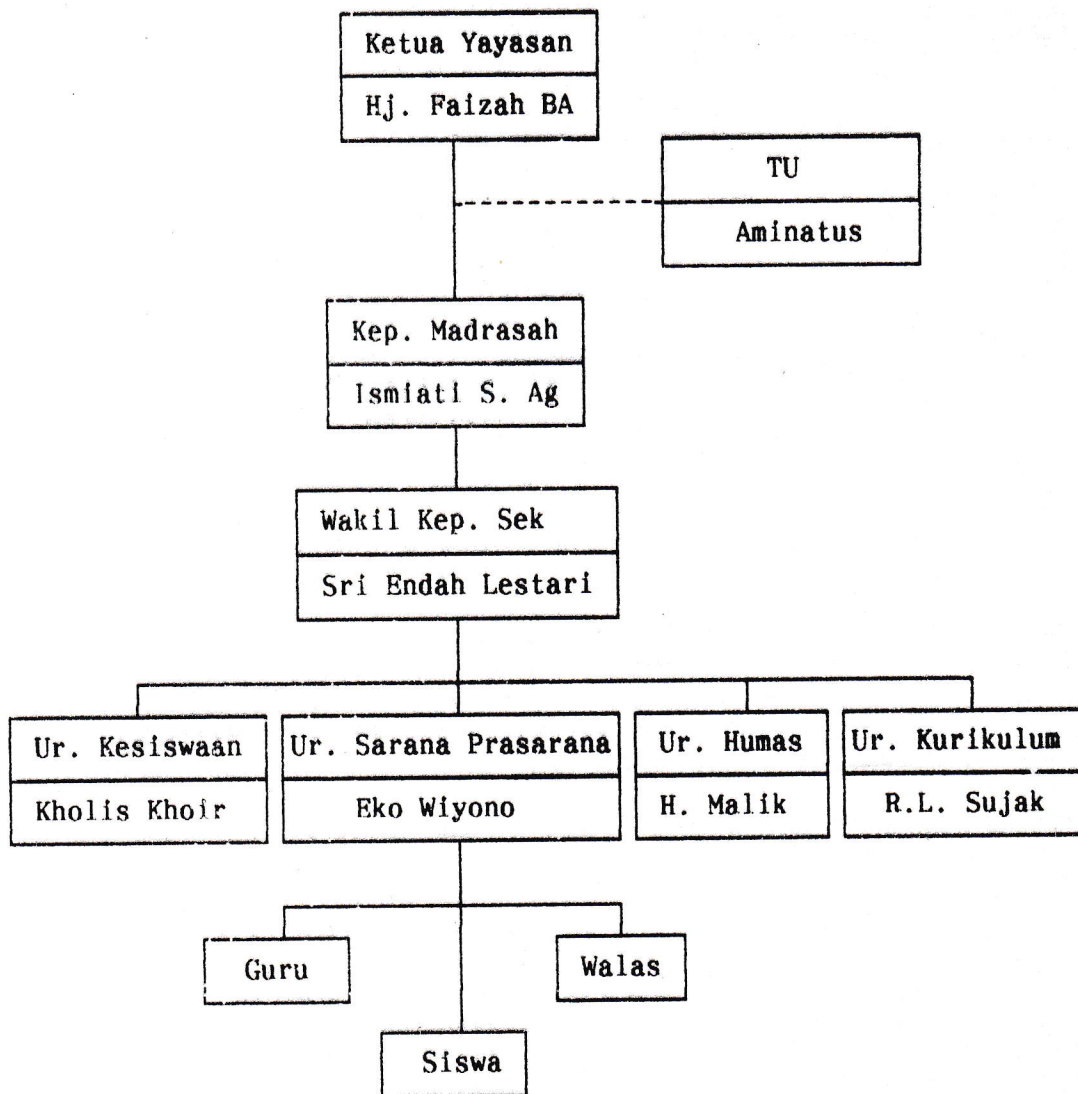 Ketua Yayasan
Hj. Faizah BA
TU
Aminatus
Kep. Madrasah
Ismiati S. Ag
Wakil Kep. Sek
Sri Endah Lestari
Ur. Kesiswaan
Kholis Khoir
Ur. Sarana Prasarana
Eko Wiyono
Ur. Humas
H. Malik
Ur. Kurikulum
R.L. Sujak
Guru
Walas
Siswa